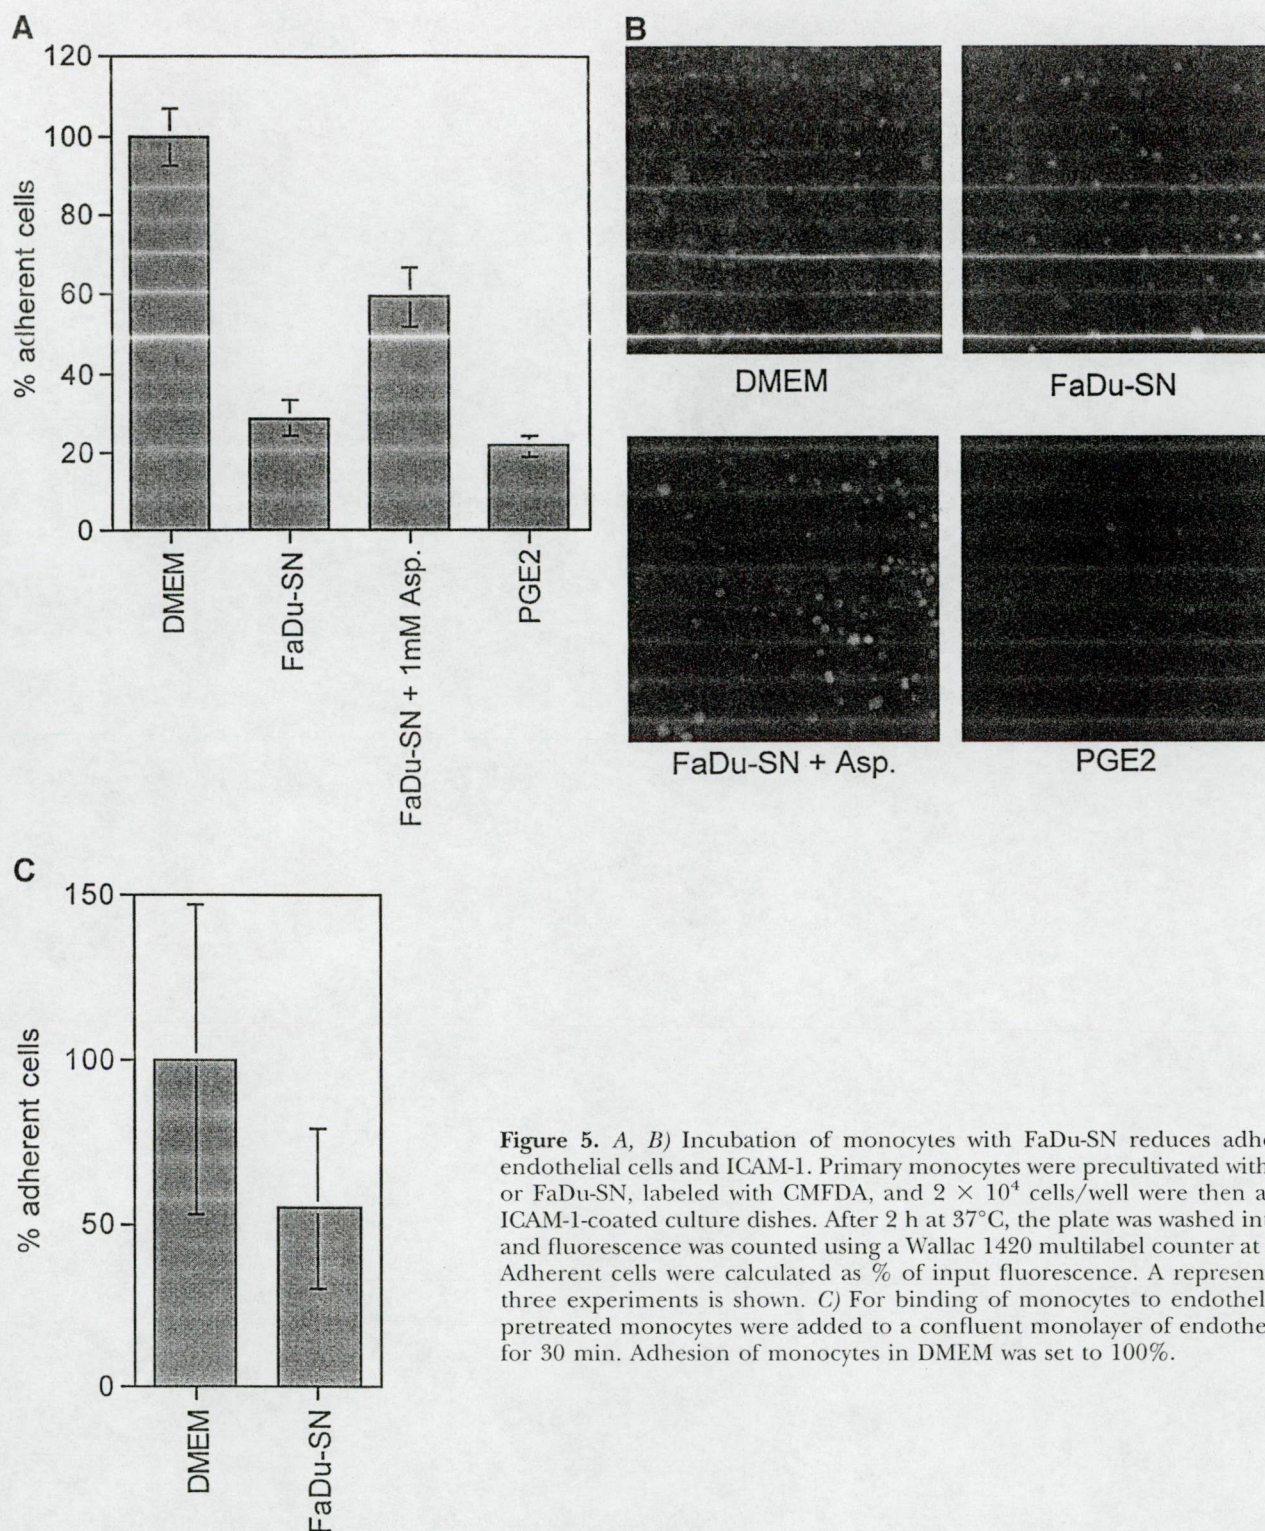 A
120
100
80
60
40
20
0
% adherent cells
DMEM
FaDu-SN
FaDu-SN + 1mM Asp.
PGE2
B
DMEM
FaDu-SN
FaDu-SN + Asp.
PGE2
C
150
100
50
0
% adherent cells
DMEM
FaDu-SN
Figure 5. A, B) Incubation of monocytes with FaDu-SN reduces
endothelial cells and ICAM-1. Primary monocytes were precultivated with
or FaDu-SN, labeled with CMFDA, and 2 × 10⁴ cells/well were then
ICAM-1-coated culture dishes. After 2 h at 37°C, the plate was washed
and fluorescence was counted using a Wallac 1420 multilabel counter at
Adherent cells were calculated as % of input fluorescence. A
three experiments is shown. C) For binding of monocytes to
pretreated monocytes were added to a confluent monolayer of
for 30 min. Adhesion of monocytes in DMEM was set to 100%.